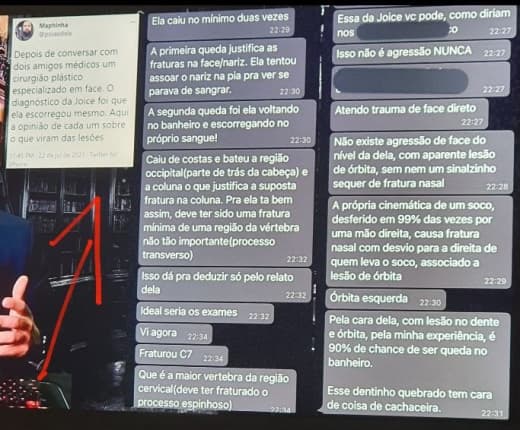 Maphinha
Depois de conversar com
dois amigos médicos um
cirurgião plástico
especializado em face. O
diagnostico da Joice foi que
ela escorregou mesmo. Aqui
a opinião de cada um sobre
o que viram das lesões
Ela caiu no mínimo duas vezes
22:29
A primeira queda justifica as
fraturas na face/nariz. Ela tentou
assoar o nariz na pia pra ver se
parava de sangrar. 22:30
A segunda queda foi ela voltando
no banheiro e escorregando no
próprio sangue! 22:30
Caiu de costas e bateu a região
occipital(parte de trás da cabeça) e
a coluna o que justifica a suposta
fratura na coluna. Pra ela ta bem
assim, deve ter sido uma fratura
mínima de uma região da vértebra
não tão importante(processo
transverso) 22:32
Isso dá pra deduzir só pelo relato
dela 22:32
Ideal seria os exames 22:32
Vi agora 22:34
Fraturou C7 22:34
Que é a maior vertebra da região
cervical(deve ter fraturado o
processo espinhoso) 22:34
Essa da Joice vc pode, como diriam
nos 22:27
Isso não é agressão NUNCA 22:27
22:27
Atendo trauma de face direto
22:27
Não existe agressão de face do
nível da dela, com aparente lesão
de órbita, sem nem um sinalzinho
sequer de fratura nasal 22:28
A própria cinemática de um soco,
desferido em 99% das vezes por
uma mão direita, causa fratura
nasal com desvio para a direita de
quem leva o soco, associado a
lesão de órbita 22:29
Órbita esquerda 22:30
Pela cara dela, com lesão no dente
e órbita, pela minha experiência, é
90% de chance de ser queda no
banheiro.
Esse dentinho quebrado tem cara
de coisa de cachaceira. 22:31